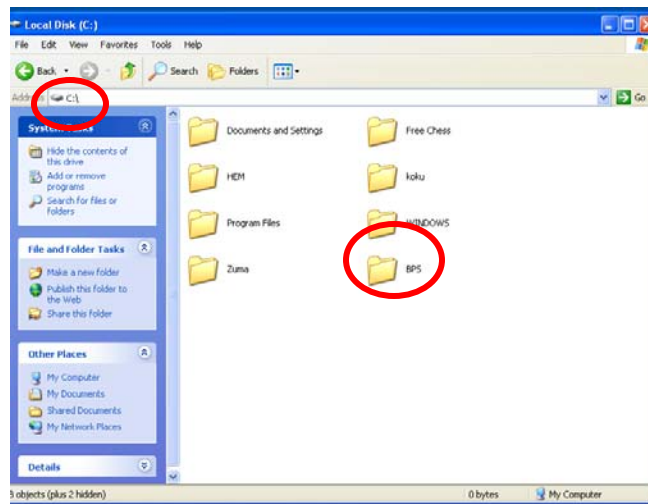 Local Disk (C:)
File Edit View Favorites Tools Help
Back Search Folders
C:\ Go
System Tasks
Hide the contents of
this drive
Add or remove
programs
Search for files or
folders
File and Folder Tasks
Make a new folder
Publish this folder to
the Web
Share this folder
Other Places
My Computer
My Documents
Shared Documents
My Network Places
Details
Documents and Settings Free Chess
HEM koku
Program Files WINDOWS
Zuma BPS
objects (plus 2 hidden) 0 bytes My Computer